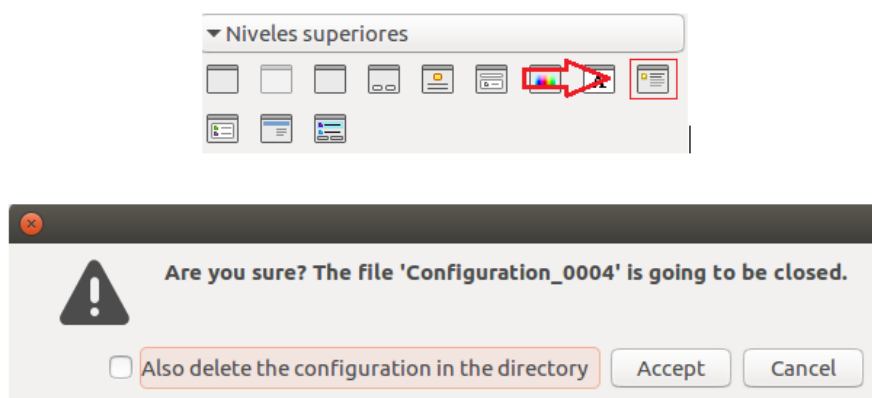 Niveles superiores
A
Are you sure? The file 'Configuration_0004' is going to be closed.
Also delete the configuration in the directory
Accept
Cancel